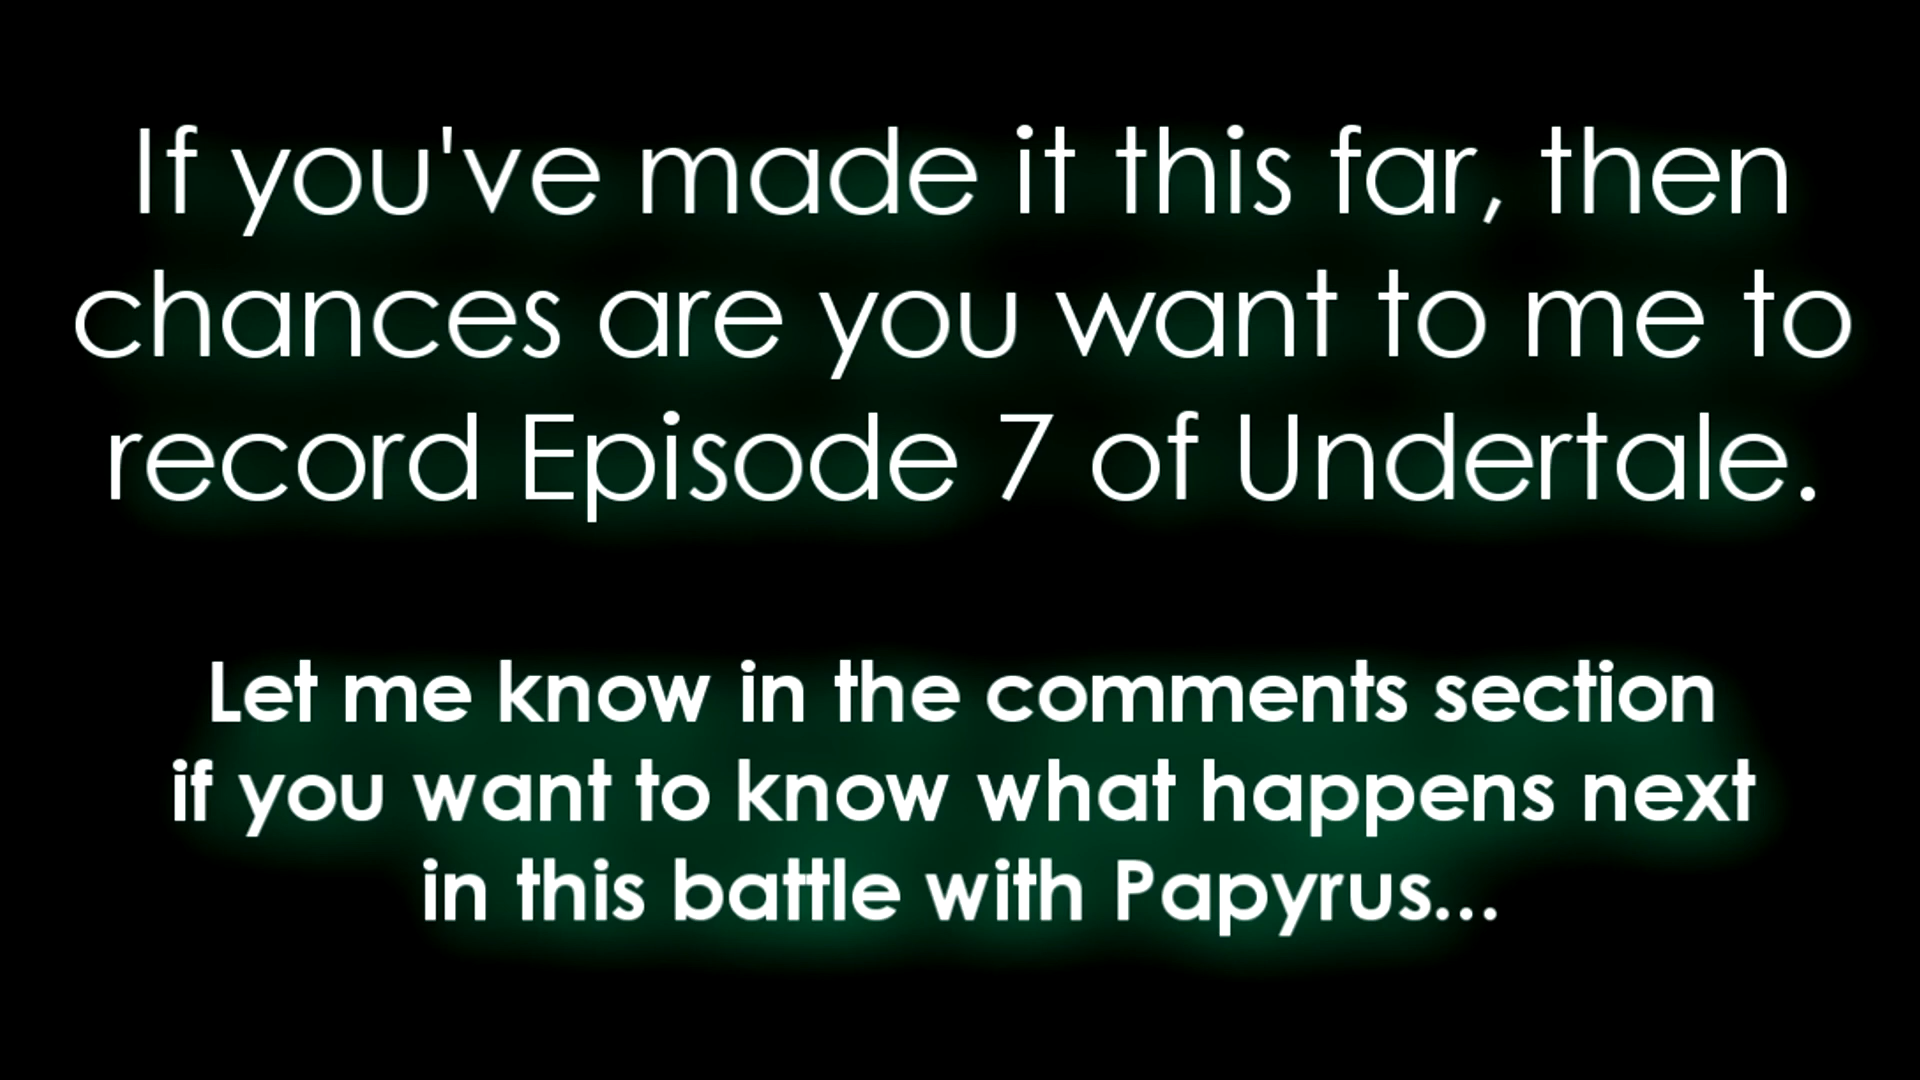 If you've made it this far, then
chances are you want to me to
record Episode 7 of Undertale.
Let me know in the comments section
if you want to know what happens next
in this battle with Papyrus...